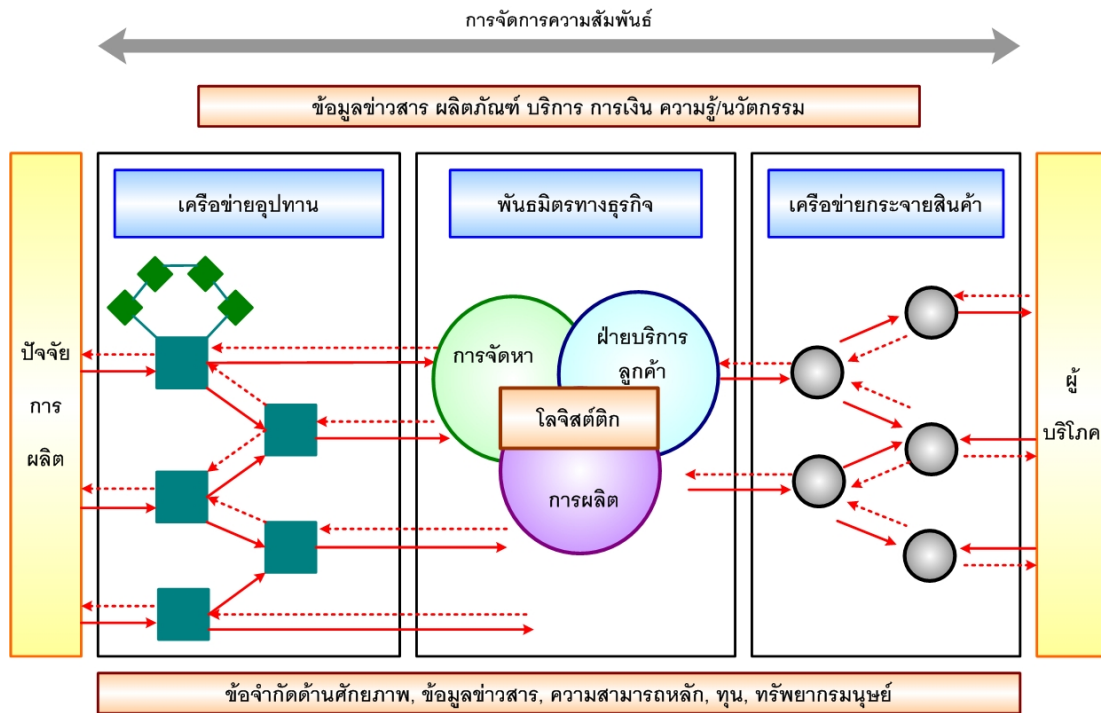 การจัดการความสัมพันธ์
ข้อมูลข่าวสาร ผลิตภัณฑ์ บริการ การเงิน ความรู้/นวัตกรรม
เครือข่ายอุปทาน
พันธมิตรทางธุรกิจ
เครือข่ายกระจายสินค้า
ปัจจัย
การ
ผลิต
การจัดหา
ฝ่ายบริการ
ลูกค้า
โลจิสต์ติก
การผลิต
ผู้
บริโภค
ข้อจำกัดด้านศักยภาพ, ข้อมูลข่าวสาร, ความสามารถหลัก, ทุน, ทรัพยากรมนุษย์